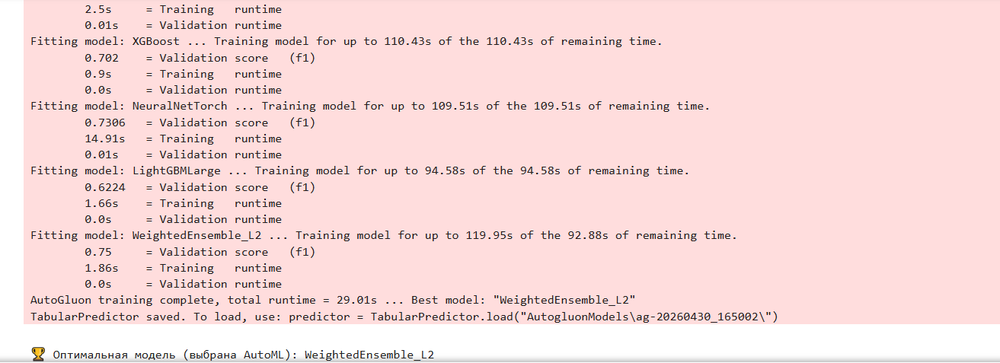 2.5s     = Training   runtime
0.01s    = Validation runtime
Fitting model: XGBoost ... Training model for up to 110.43s of the 110.43s of remaining time.
0.702    = Validation score   (f1)
0.9s     = Training   runtime
0.0s     = Validation runtime
Fitting model: NeuralNetTorch ... Training model for up to 109.51s of the 109.51s of remaining time.
0.7306   = Validation score   (f1)
14.91s   = Training   runtime
0.01s    = Validation runtime
Fitting model: LightGBMLarge ... Training model for up to 94.58s of the 94.58s of remaining time.
0.6224   = Validation score   (f1)
1.66s    = Training   runtime
0.0s     = Validation runtime
Fitting model: WeightedEnsemble_L2 ... Training model for up to 119.95s of the 92.88s of remaining time.
0.75     = Validation score   (f1)
1.86s    = Training   runtime
0.0s     = Validation runtime
AutoGluon training complete, total runtime = 29.01s ... Best model: "WeightedEnsemble_L2"
TabularPredictor saved. To load, use: predictor = TabularPredictor.load("AutogluonModels\ag-20260430_165002\")
🏆 Оптимальная модель (выбрана AutoML): WeightedEnsemble_L2